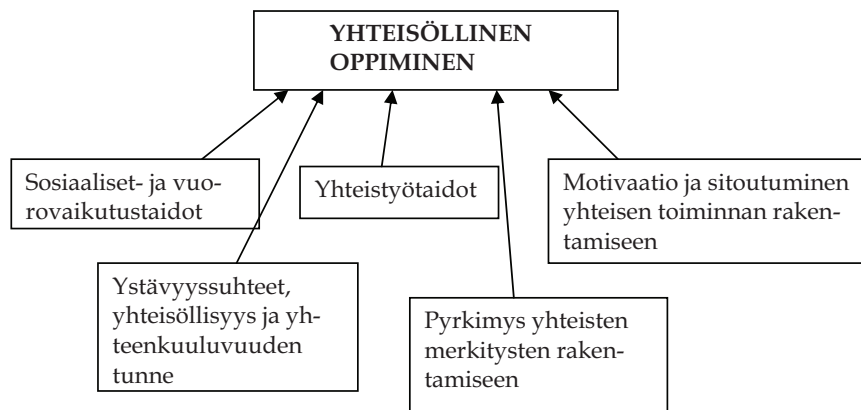 YHTEISÖLLINEN
OPPIMINEN
Sosiaaliset- ja vuo-
rovaikutustaidot
Yhteistyötaidot
Motivaatio ja sitoutuminen
yhteisen toiminnan raken-
tamiseen
Ystävyyssuhteet,
yhteisöllisyys ja yh-
teenkuuluvuuden
tunne
Pyrkimys yhteisten
merkitysten raken-
tamiseen